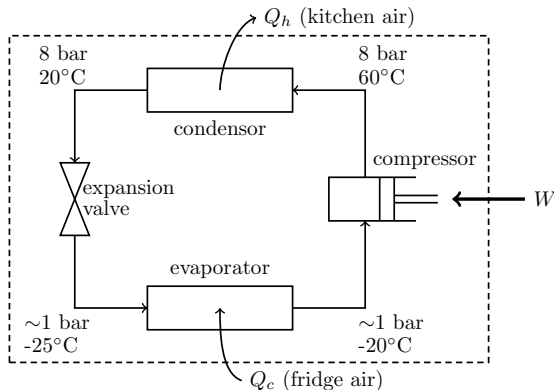 Q_h (kitchen air)
8 bar
20°C
8 bar
60°C
condensor
compressor
expansion
valve
W
evaporator
~1 bar
-25°C
~1 bar
-20°C
Q_c (fridge air)